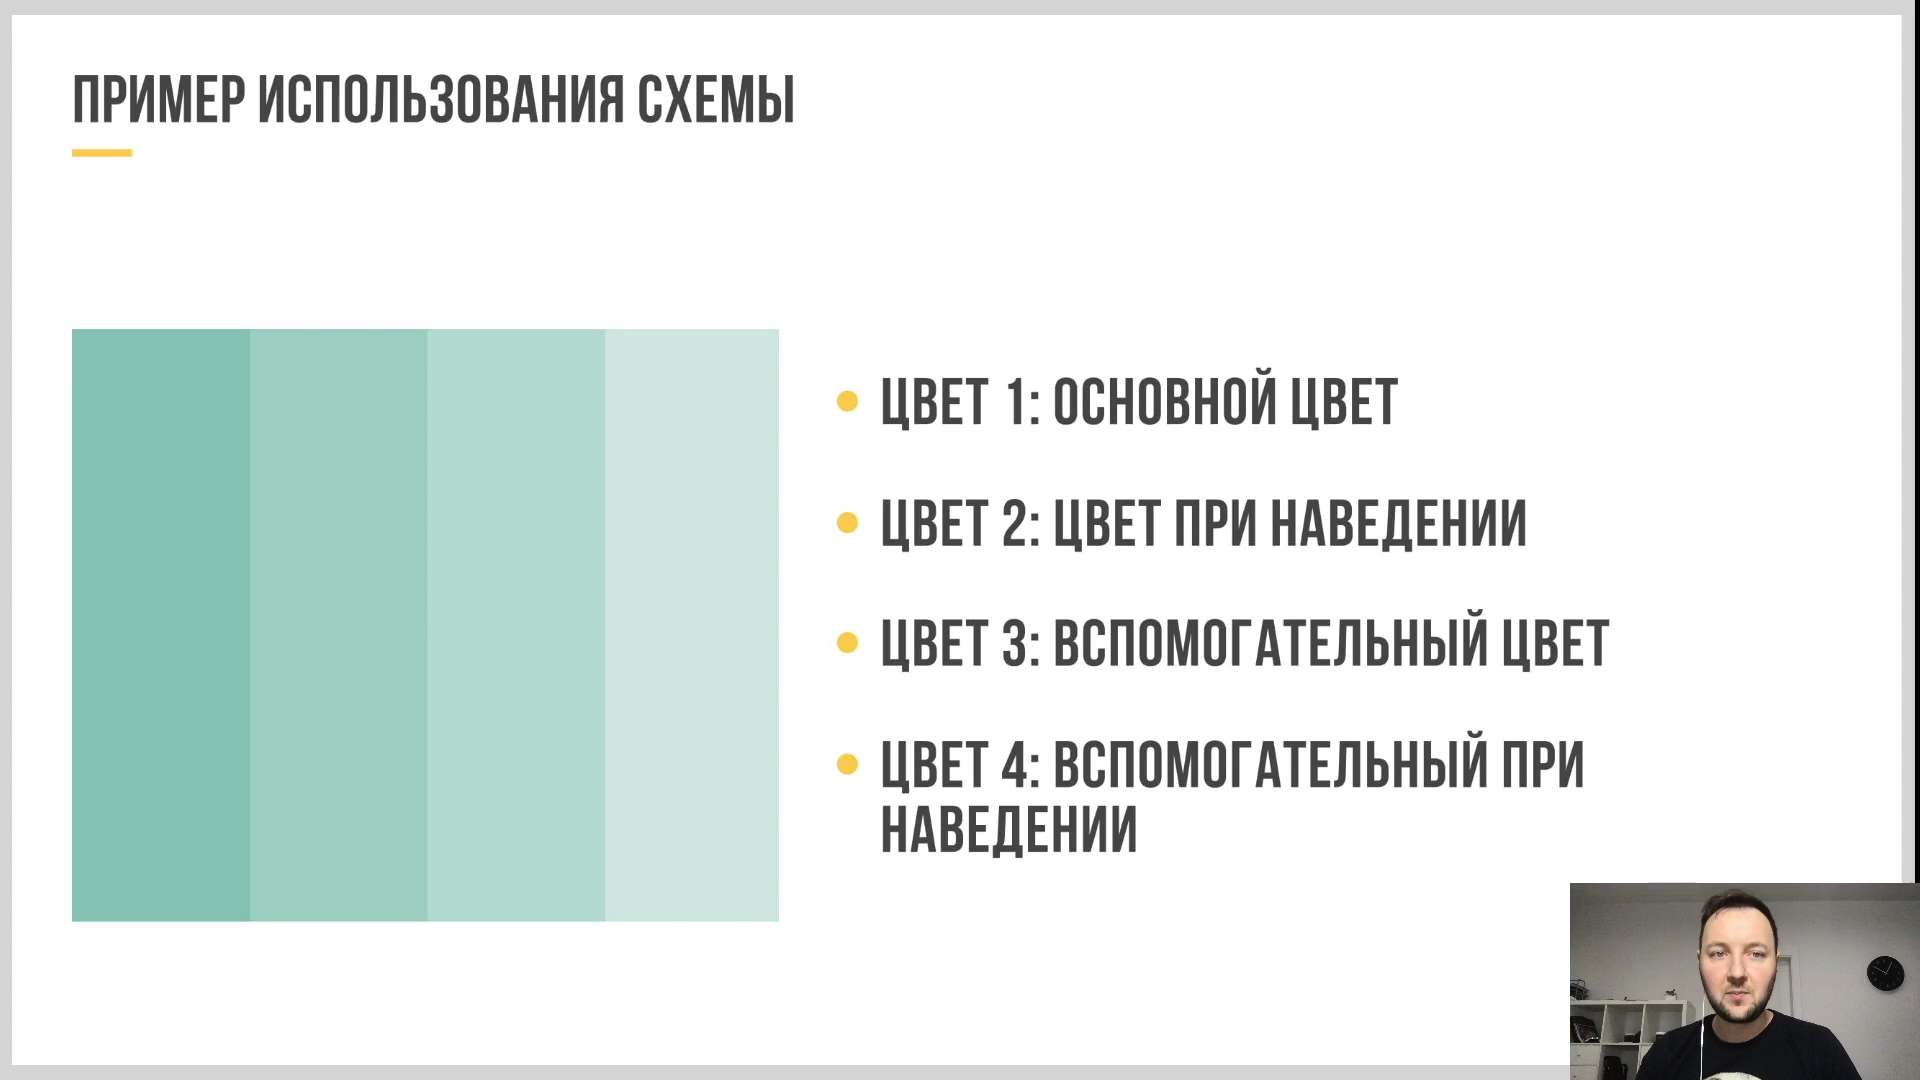 ПРИМЕР ИСПОЛЬЗОВАНИЯ СХЕМЫ
ЦВЕТ 1: ОСНОВНОЙ ЦВЕТ
ЦВЕТ 2: ЦВЕТ ПРИ НАВЕДЕНИИ
ЦВЕТ 3: ВСПОМОГАТЕЛЬНЫЙ ЦВЕТ
ЦВЕТ 4: ВСПОМОГАТЕЛЬНЫЙ ПРИ
НАВЕДЕНИИ